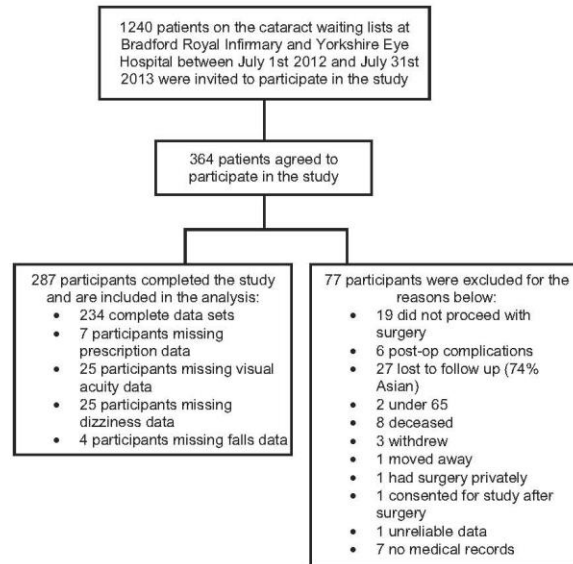 1240 patients on the cataract waiting lists at
Bradford Royal Infirmary and Yorkshire Eye
Hospital between July 1st 2012 and July 31st
2013 were invited to participate in the study
364 patients agreed to
participate in the study
287 participants completed the study
and are included in the analysis:
• 234 complete data sets
• 7 participants missing
prescription data
• 25 participants missing visual
acuity data
• 25 participants missing
dizziness data
• 4 participants missing falls data
77 participants were excluded for the
reasons below:
• 19 did not proceed with
surgery
• 6 post-op complications
• 27 lost to follow up (74%
Asian)
• 2 under 65
• 8 deceased
• 3 withdrew
• 1 moved away
• 1 had surgery privately
• 1 consented for study after
surgery
• 1 unreliable data
• 7 no medical records